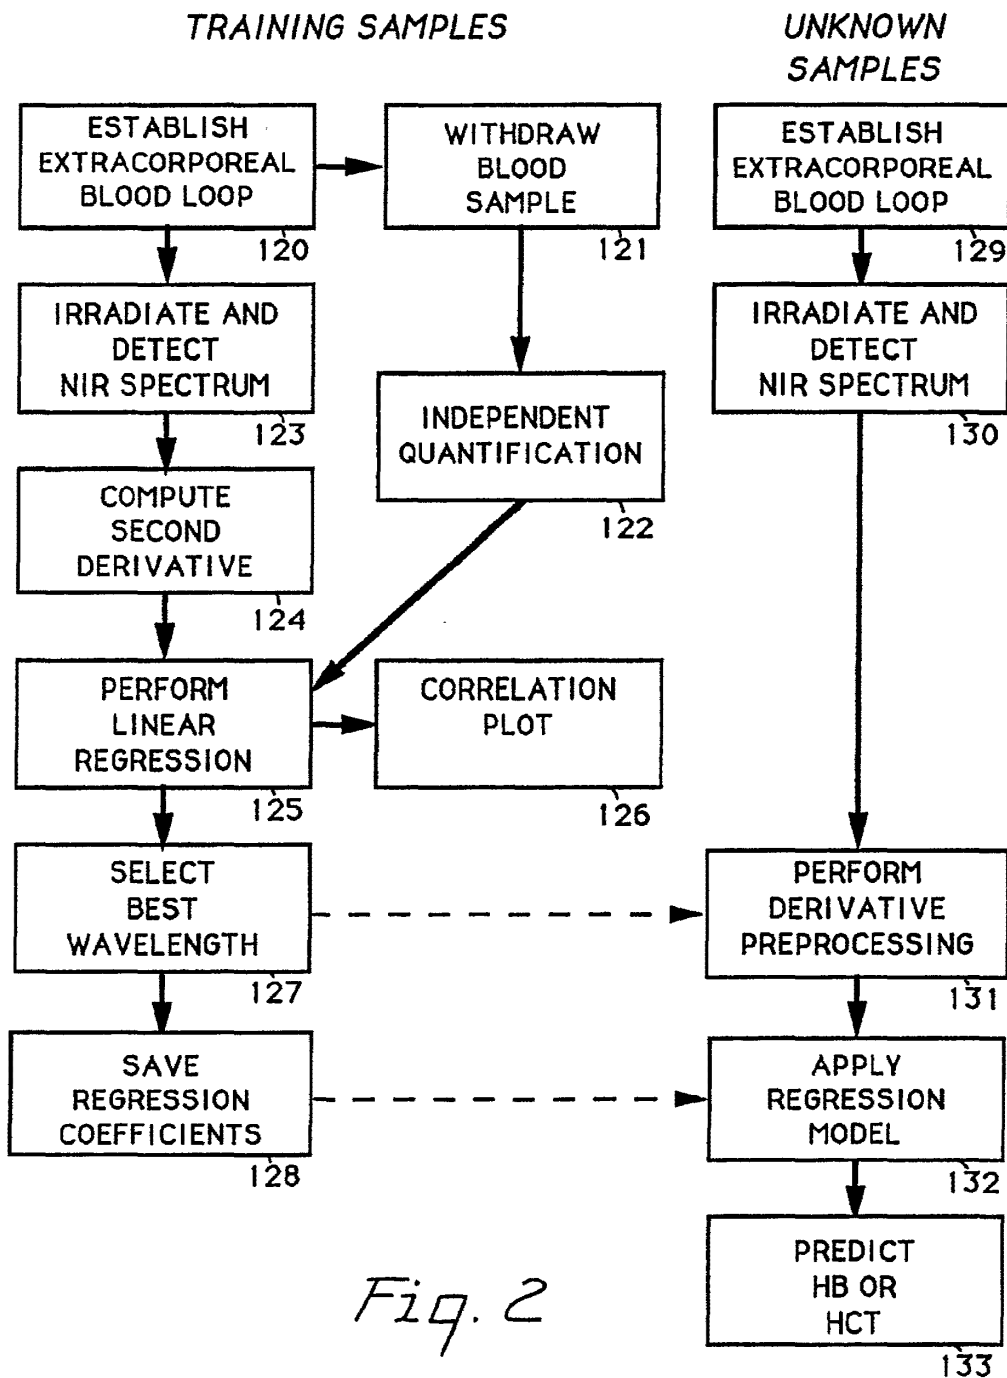 TRAINING SAMPLES
UNKNOWN
SAMPLES
ESTABLISH
EXTRACORPOREAL
BLOOD LOOP
120
WITHDRAW
BLOOD
SAMPLE
121
ESTABLISH
EXTRACORPOREAL
BLOOD LOOP
129
IRRADIATE AND
DETECT
NIR SPECTRUM
123
INDEPENDENT
QUANTIFICATION
122
IRRADIATE AND
DETECT
NIR SPECTRUM
130
COMPUTE
SECOND
DERIVATIVE
124
PERFORM
LINEAR
REGRESSION
125
CORRELATION
PLOT
126
SELECT
BEST
WAVELENGTH
127
PERFORM
DERIVATIVE
PREPROCESSING
131
SAVE
REGRESSION
COEFFICIENTS
128
APPLY
REGRESSION
MODEL
132
PREDICT
HB OR
HCT
133
Fig. 2